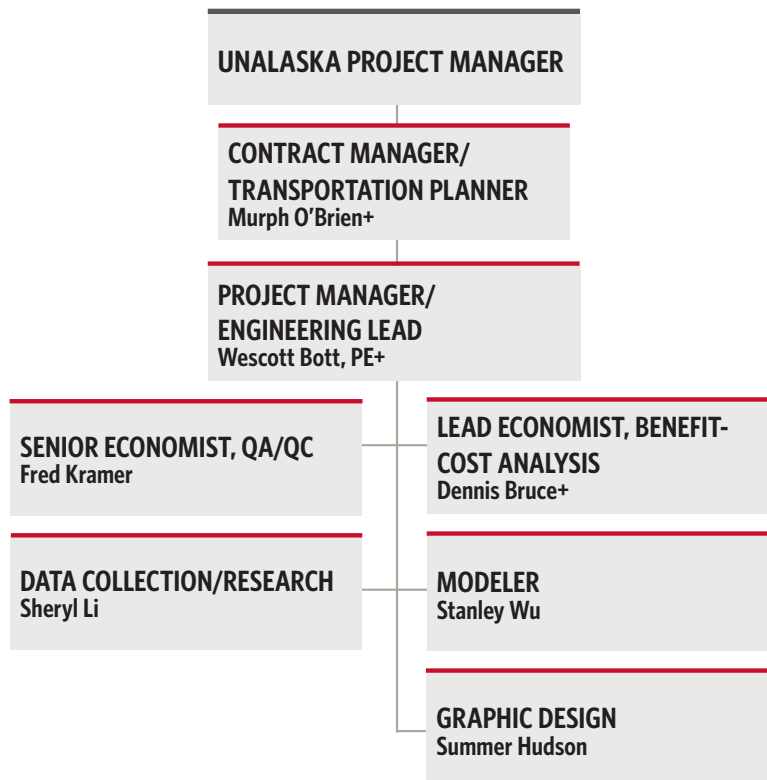 UNALASKA PROJECT MANAGER
CONTRACT MANAGER/
TRANSPORTATION PLANNER
Murph O’Brien+
PROJECT MANAGER/
ENGINEERING LEAD
Wescott Bott, PE+
SENIOR ECONOMIST, QA/QC
Fred Kramer
LEAD ECONOMIST, BENEFIT-
COST ANALYSIS
Dennis Bruce+
DATA COLLECTION/RESEARCH
Sheryl Li
MODELER
Stanley Wu
GRAPHIC DESIGN
Summer Hudson